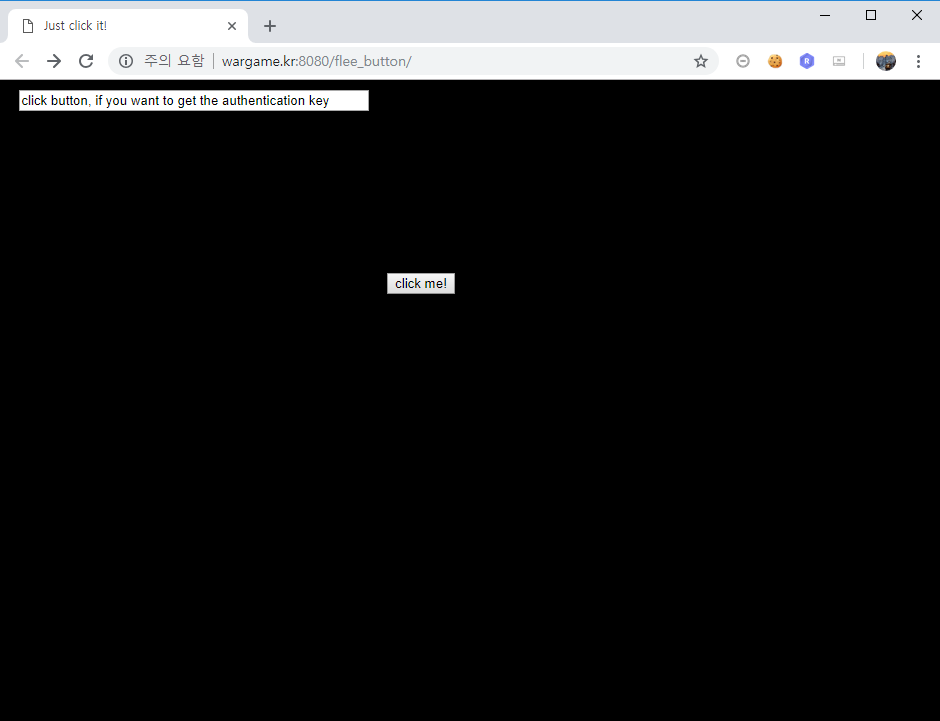 Just click it!
주의 요함 wargame.kr:8080/flee_button/
R
click button, if you want to get the authentication key
click me!